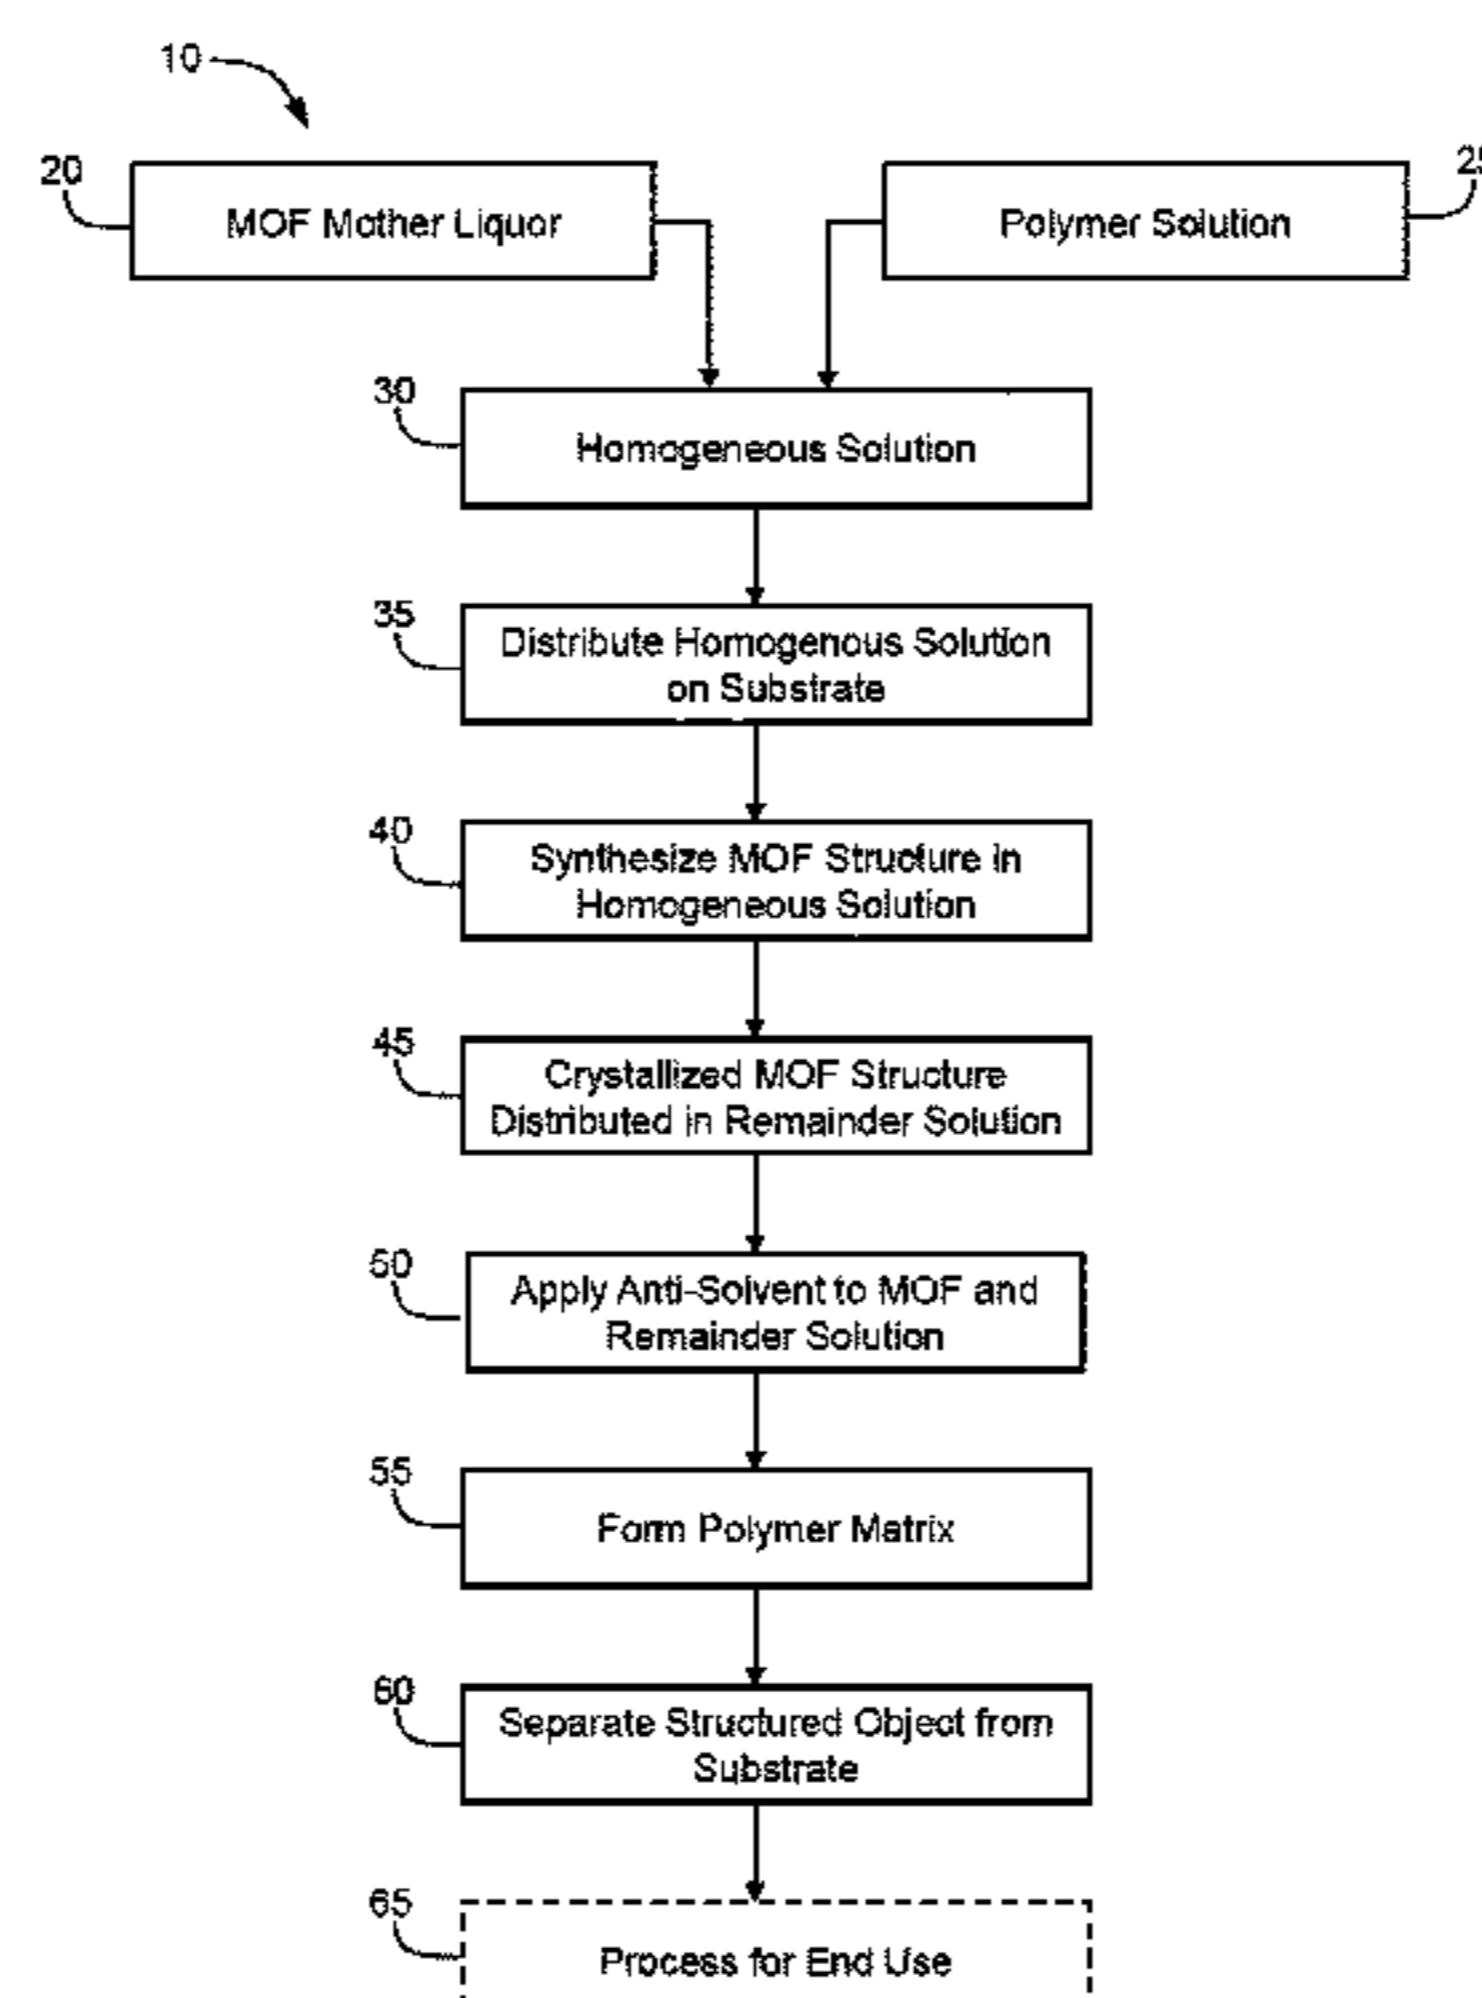 10
20
MOF Mother Liquor
Polymer Solution
30
Homogeneous Solution
35
Distribute Homogenous Solution
on Substrate
40
Synthesize MOF Structure in
Homogeneous Solution
45
Crystallized MOF Structure
Distributed in Remainder Solution
50
Apply Anti-Solvent to MOF and
Remainder Solution
55
Form Polymer Matrix
60
Separate Structured Object from
Substrate
65
Process for End Use